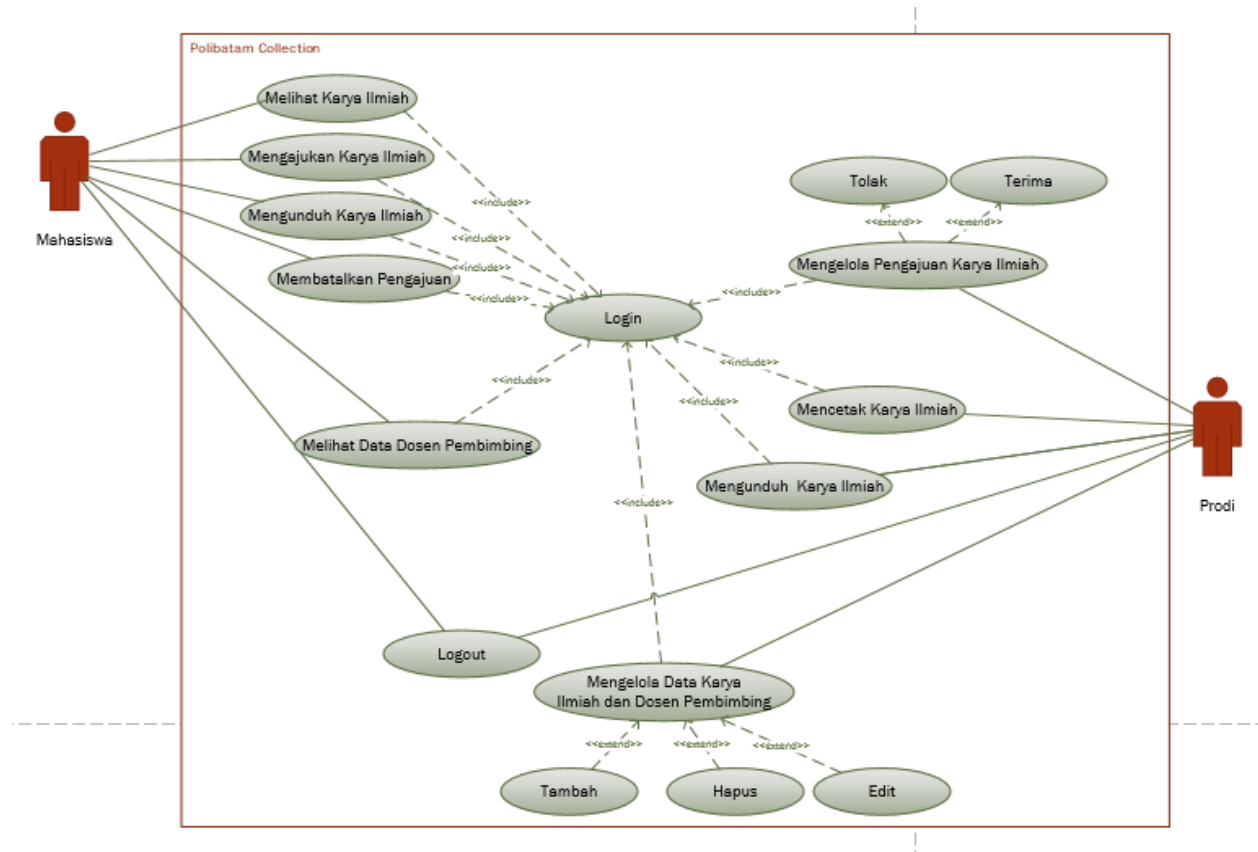 Polibatam Collection
Melihat Karya Ilmiah
Mengajukan Karya Ilmiah
Mengunduh Karya Ilmiah
Membatalkan Pengajuan
Mahasiswa
<<include>>
<<include>>
<<include>>
<<include>>
Tolak
Terima
<<extend>>
<<extend>>
Mengelola Pengajuan Karya Ilmiah
<<include>>
Login
<<include>>
<<include>>
<<include>>
Mencetak Karya Ilmiah
Melihat Data Dosen Pembimbing
Mengunduh Karya Ilmiah
<<include>>
Prodi
Logout
Mengelola Data Karya
Ilmiah dan Dosen Pembimbing
<<extend>>
<<extend>>
<<extend>>
Tambah
Hapus
Edit